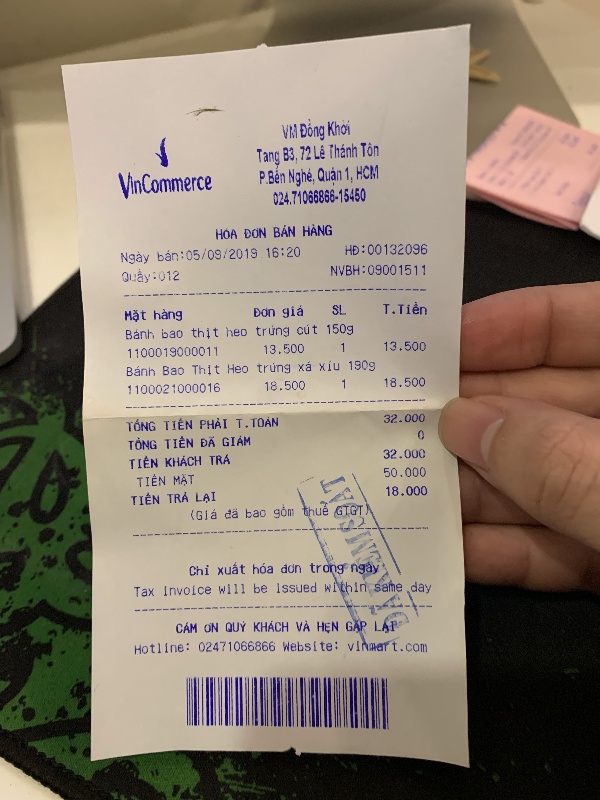 VinCommerce
VM Đồng Khởi
Tang B3, 72 Lê Thánh Tôn
P.Bến Nghé, Quận 1, HCM
024.71066866-15450
HÓA ĐƠN BÁN HÀNG
Ngày bán:05/09/2019 16:20 HĐ:00132096
Quầy:012 NVBH:09001511
Mặt hàng Đơn giá SL T.Tiền
Bánh bao thịt heo trứng cút 150g
1100019000011 13.500 1 13.500
Bánh Bao Thịt Heo trứng xá xíu 190g
1100021000016 18.500 1 18.500
TỔNG TIỀN PHẢI T.TOÁN 32.000
TỔNG TIỀN ĐÃ GIẢM 0
TIỀN KHÁCH TRẢ 32.000
TIỀN MẶT 50.000
TIỀN TRẢ LẠI 18.000
(Giá đã bao gồm thuế GTGT)
ĐÃ KIỂM SOÁT
Chỉ xuất hóa đơn trong ngày
Tax invoice will be issued within same day
CẢM ƠN QUÝ KHÁCH VÀ HẸN GẶP LẠI
Hotline: 02471066866 Website: vinmart.com